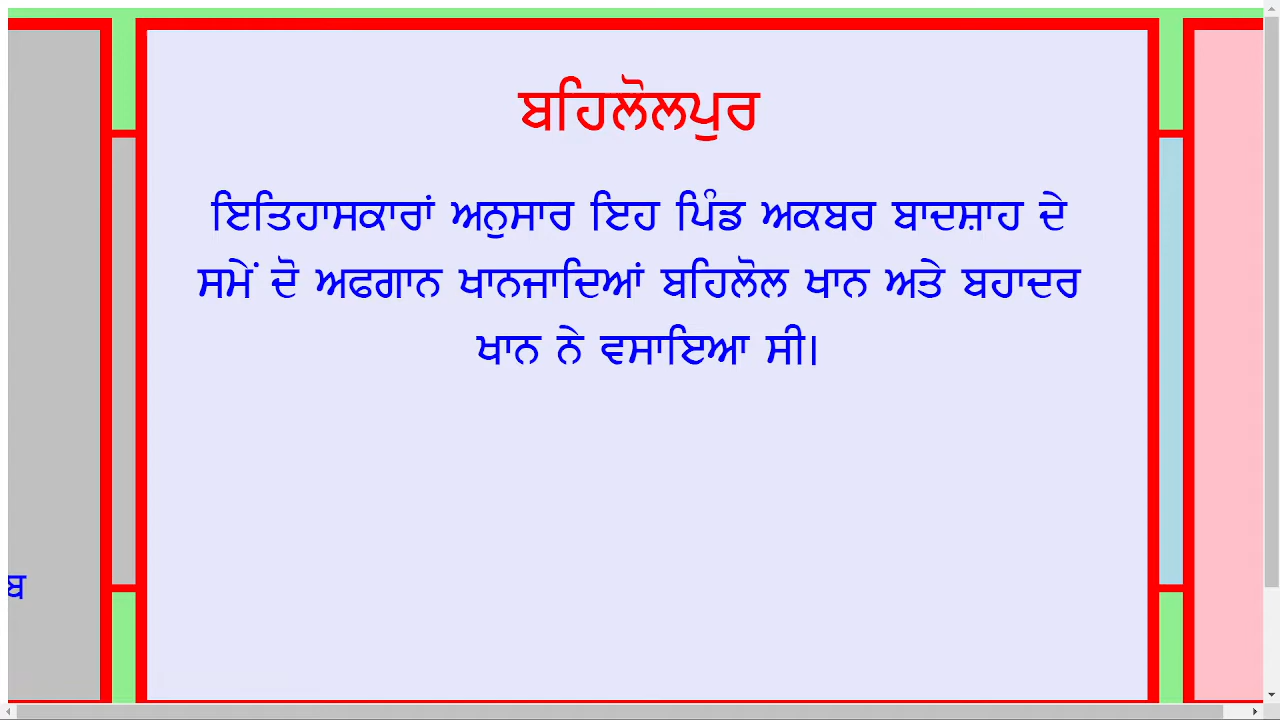 ਬਹਿਲੋਲਪੁਰ
ਇਤਿਹਾਸਕਾਰਾਂ ਅਨੁਸਾਰ ਇਹ ਪਿੰਡ ਅਕਬਰ ਬਾਦਸ਼ਾਹ ਦੇ
ਸਮੇਂ ਦੋ ਅਫਗਾਨ ਖਾਨਜਾਦਿਆਂ ਬਹਿਲੋਲ ਖਾਨ ਅਤੇ ਬਹਾਦਰ
ਖਾਨ ਨੇ ਵਸਾਇਆ ਸੀ।